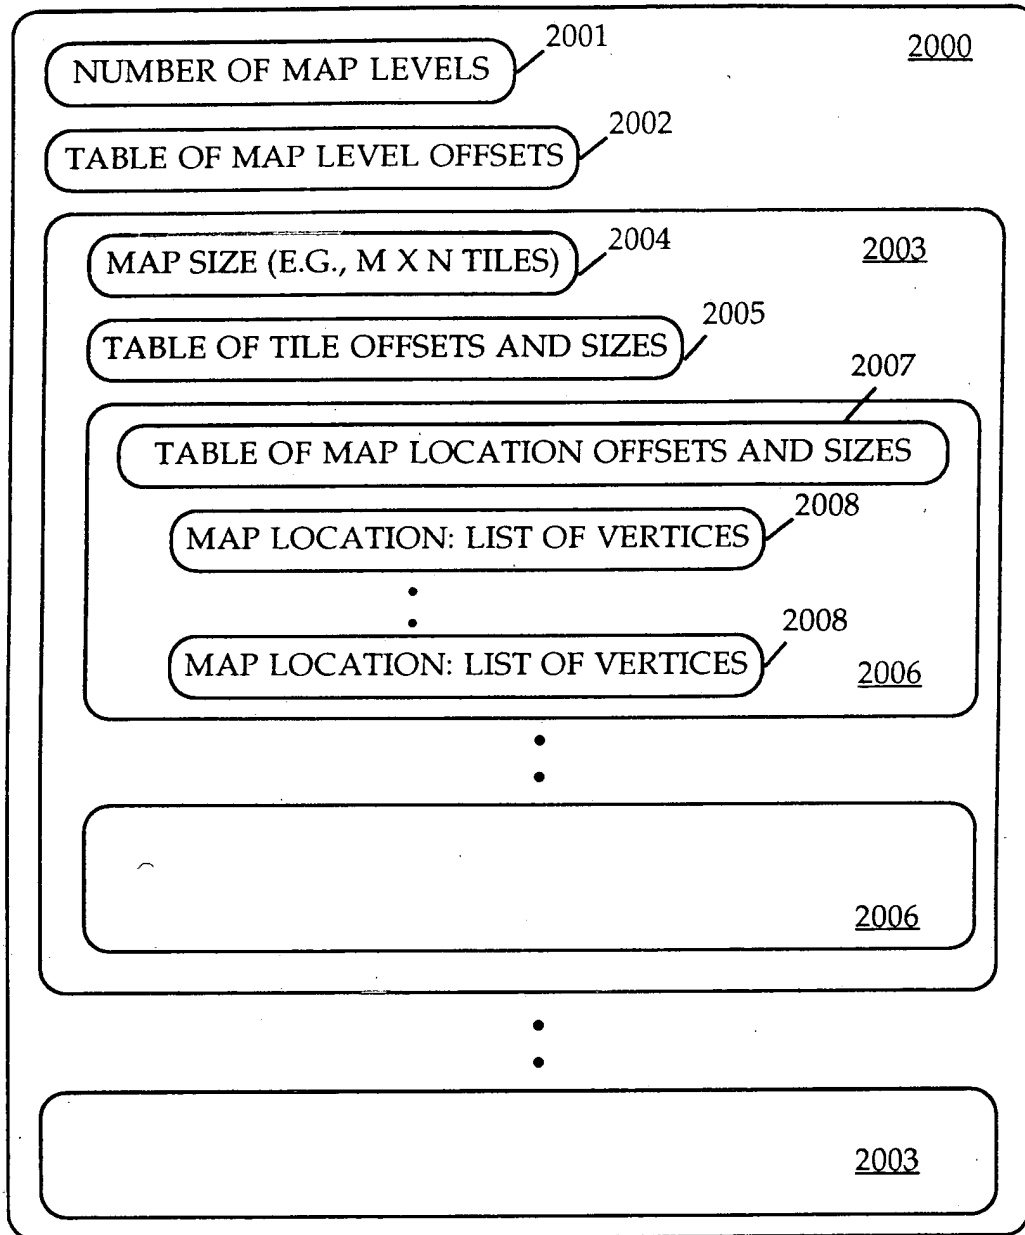 2001
2000
NUMBER OF MAP LEVELS
2002
TABLE OF MAP LEVEL OFFSETS
2004
2003
MAP SIZE (E.G., M X N TILES)
2005
TABLE OF TILE OFFSETS AND SIZES
2007
TABLE OF MAP LOCATION OFFSETS AND SIZES
2008
MAP LOCATION: LIST OF VERTICES
2008
MAP LOCATION: LIST OF VERTICES
2006
2006
2003